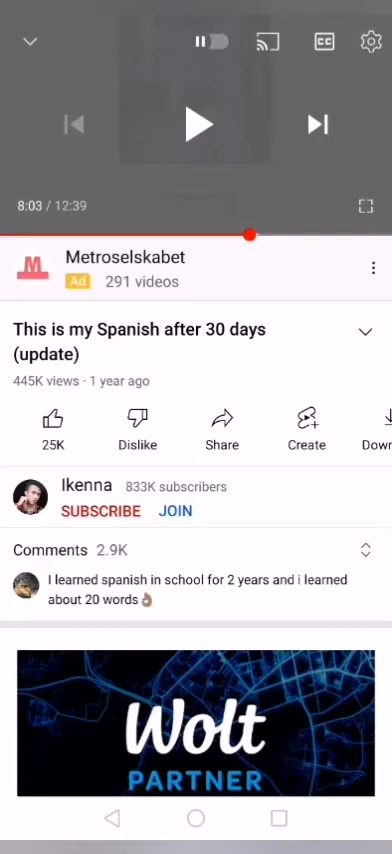 CC
8:03 / 12:39
M
Metroselskabet
Ad 291 videos
This is my Spanish after 30 days
(update)
445K views · 1 year ago
25K Dislike Share Create Down
Ikenna 833K subscribers
SUBSCRIBE JOIN
Comments 2.9K
I learned spanish in school for 2 years and i learned
about 20 words👌🏽
Wolt
PARTNER